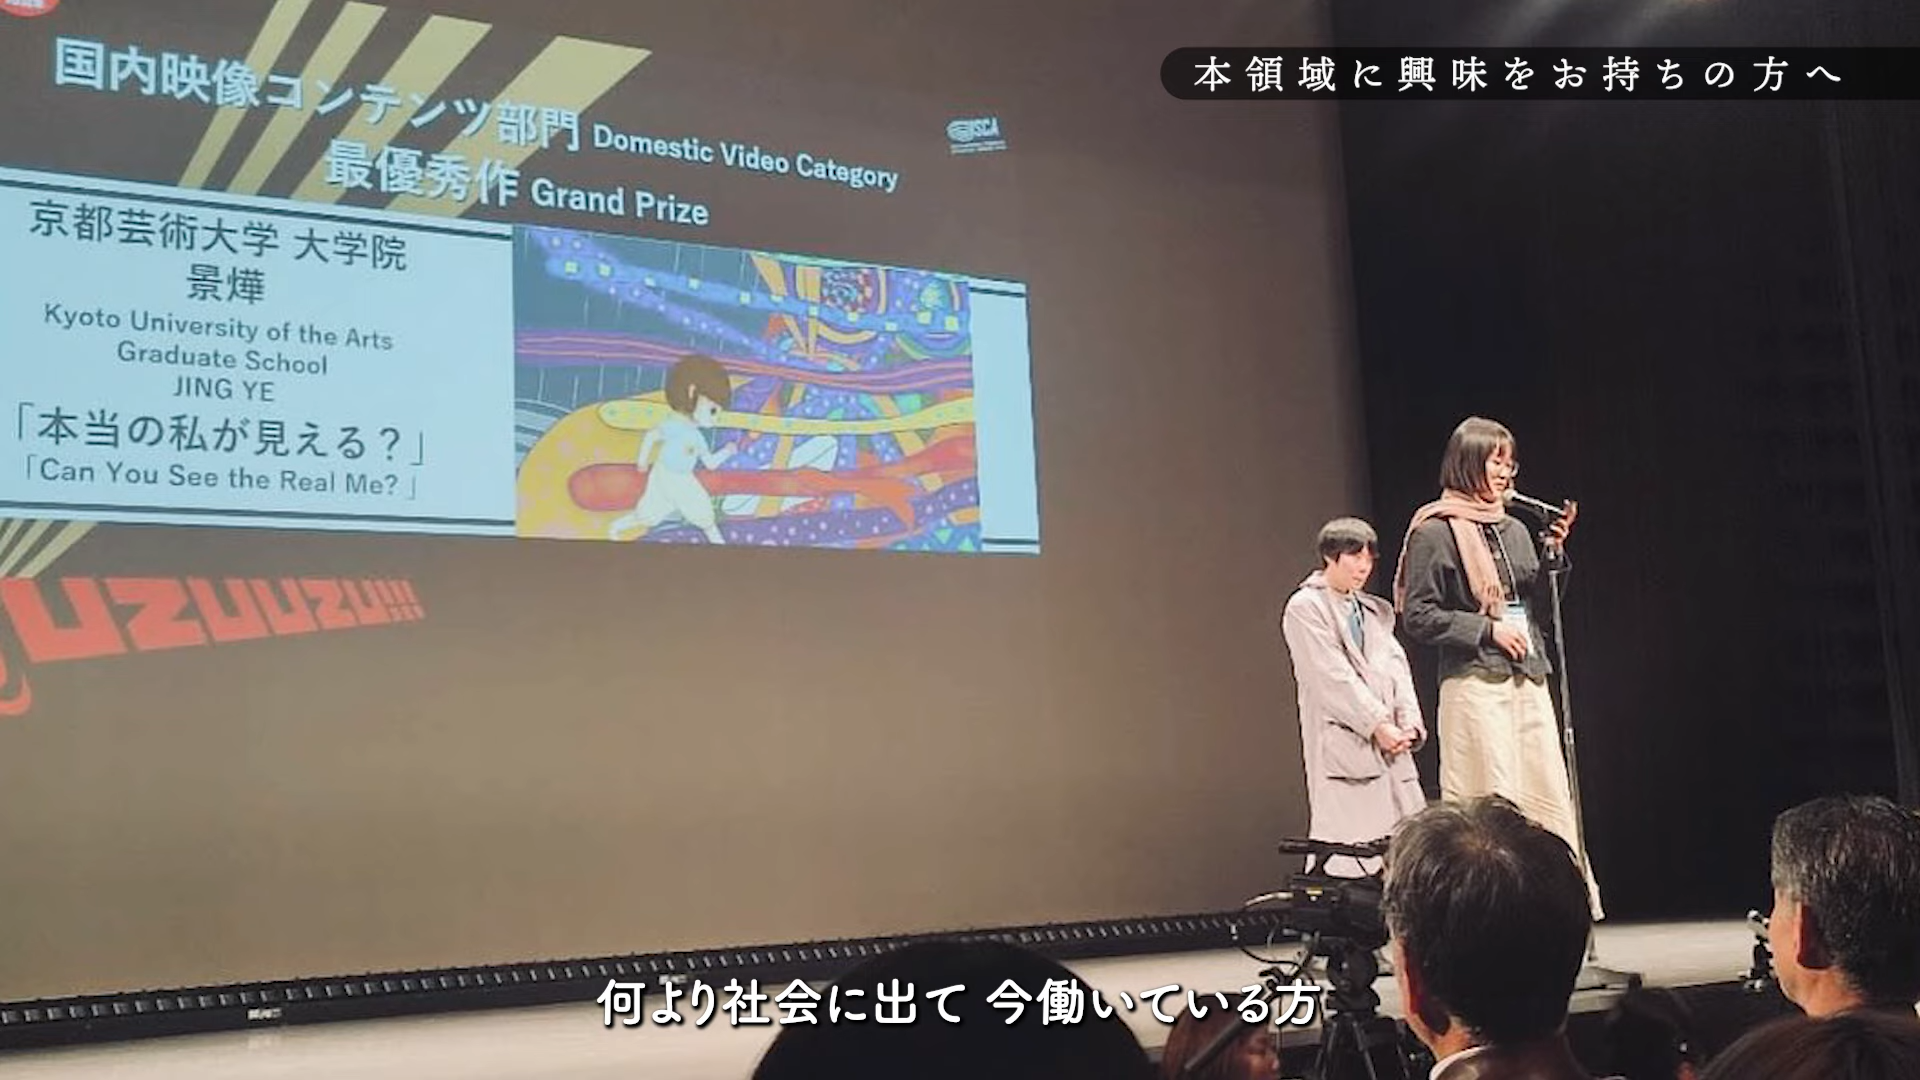 本領域に興味をお持ちの方へ
国内映像コンテンツ部門 Domestic Video Category
最優秀作 Grand Prize
ISCA
京都芸術大学 大学院
景燁
Kyoto University of the Arts
Graduate School
JING YE
「本当の私が見える？」
「Can You See the Real Me?」
UZUUZU!!!
何より社会に出て 今働いている方